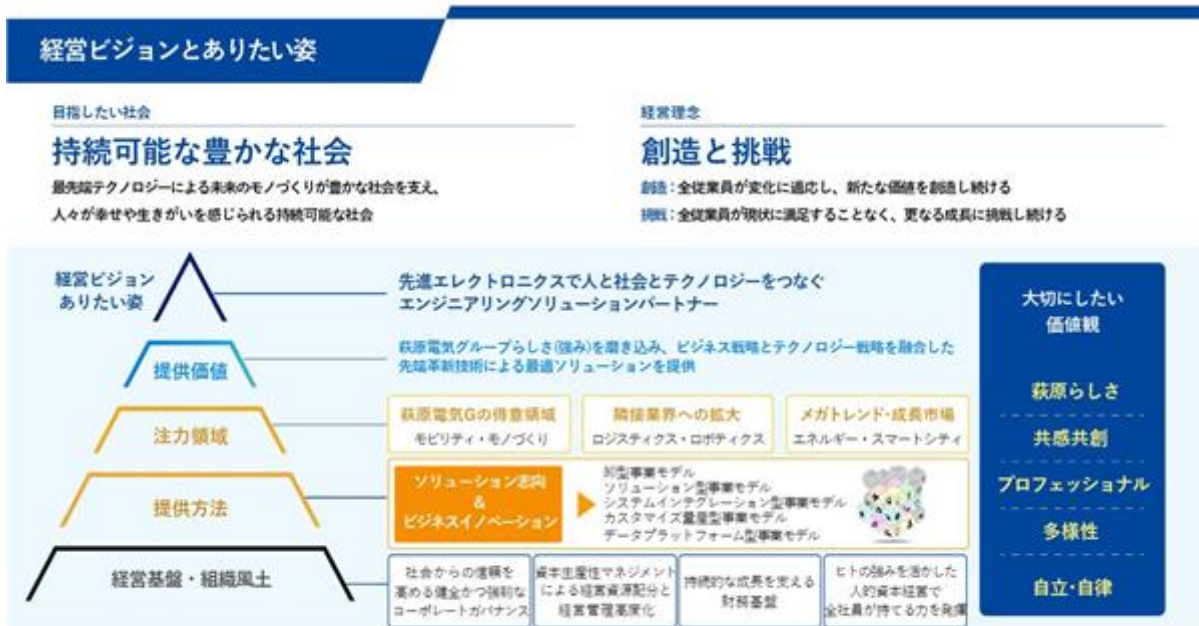 経営ビジョンとありたい姿
目指したい社会
持続可能な豊かな社会
最先端テクノロジーによる未来のモノづくりが豊かな社会を支え、
人々が幸せや生きがいを感じられる持続可能な社会
経営理念
創造と挑戦
創造：全従業員が変化に適応し、新たな価値を創造し続ける
挑戦：全従業員が現状に満足することなく、更なる成長に挑戦し続ける
経営ビジョン
ありたい姿
先進エレクトロニクスで人と社会とテクノロジーをつなぐ
エンジニアリングソリューションパートナー
提供価値
萩原電気グループらしさ(強み)を磨き込み、ビジネス戦略とテクノロジー戦略を融合した
先端革新技術による最適ソリューションを提供
注力領域
萩原電気Gの得意領域
モビリティ・モノづくり
隣接業界への拡大
ロジスティクス・ロボティクス
メガトレンド・成長市場
エネルギー・スマートシティ
提供方法
ソリューション志向
&
ビジネスイノベーション
卸型事業モデル
ソリューション型事業モデル
システムインテグレーション型事業モデル
カスタマイズ量産型事業モデル
データプラットフォーム型事業モデル
経営基盤・組織風土
社会からの信頼を
高める健全かつ強靭な
コーポレートガバナンス
資本生産性マネジメント
による経営資源配分と
経営管理高度化
持続的な成長を支える
財務基盤
ヒトの強みを活かした
人的資本経営で
全社員が持てる力を発揮
大切にしたい
価値観
萩原らしさ
共感共創
プロフェッショナル
多様性
自立・自律